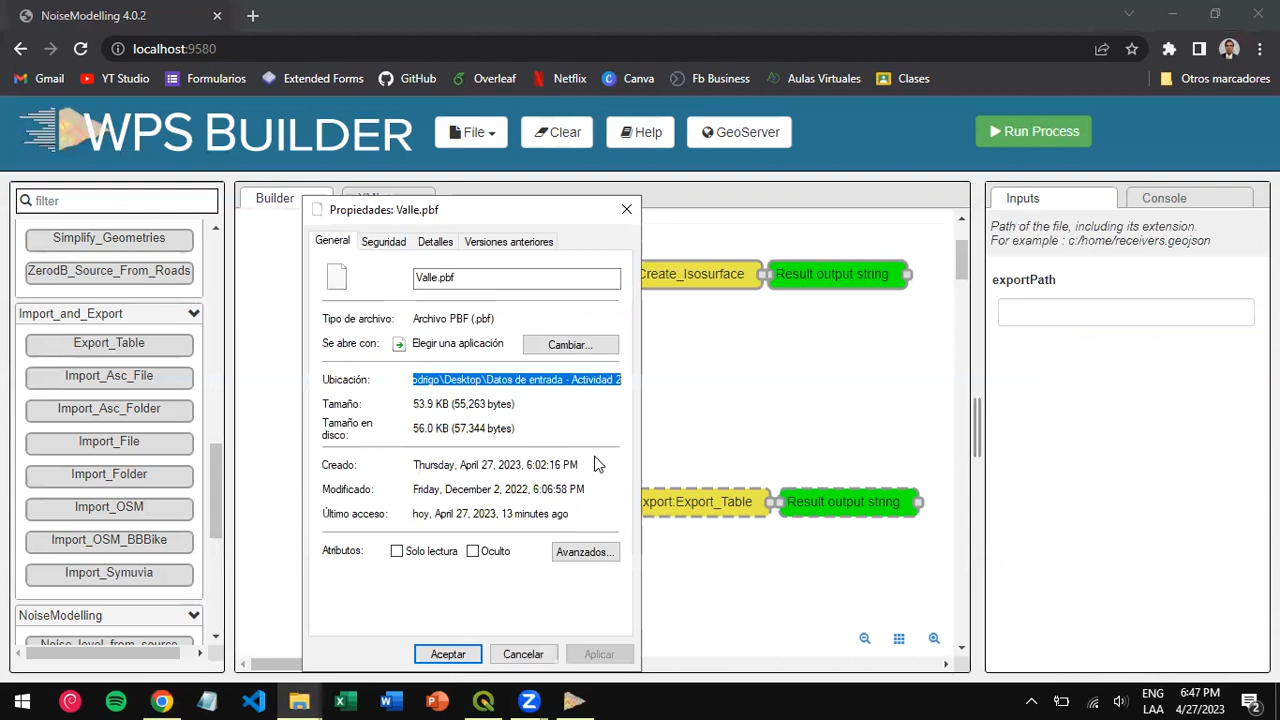 NoiseModelling 4.0.2
localhost:9580
Gmail
YT Studio
Formularios
Extended Forms
GitHub
Overleaf
Netflix
Canva
Fb Business
Aulas Virtuales
Clases
Otros marcadores
WPS BUILDER
File
Clear
Help
GeoServer
Run Process
filter
Simplify_Geometries
ZerodB_Source_From_Roads
Import_and_Export
Export_Table
Import_Asc_File
Import_Asc_Folder
Import_File
Import_Folder
Import_OSM
Import_OSM_BBBike
Import_Symuvia
NoiseModelling
Noise_level_from_source
Builder
Propiedades: Valle.pbf
General
Seguridad
Detalles
Versiones anteriores
Valle.pbf
Tipo de archivo: Archivo PBF (.pbf)
Se abre con: Elegir una aplicación
Cambiar...
Ubicación: odrigo\Desktop\Datos de entrada - Actividad 2
Tamaño: 53.9 KB (55,263 bytes)
Tamaño en disco: 56.0 KB (57,344 bytes)
Creado: Thursday, April 27, 2023, 6:02:16 PM
Modificado: Friday, December 2, 2022, 6:06:58 PM
Último acceso: hoy, April 27, 2023, 13 minutes ago
Atributos: Solo lectura Oculto
Avanzados...
Aceptar
Cancelar
Aplicar
Create_Isosurface
Result output string
xport:Export_Table
Result output string
Inputs
Console
Path of the file, including its extension.
For example : c:/home/receivers.geojson
exportPath
ENG
LAA
6:47 PM
4/27/2023
2